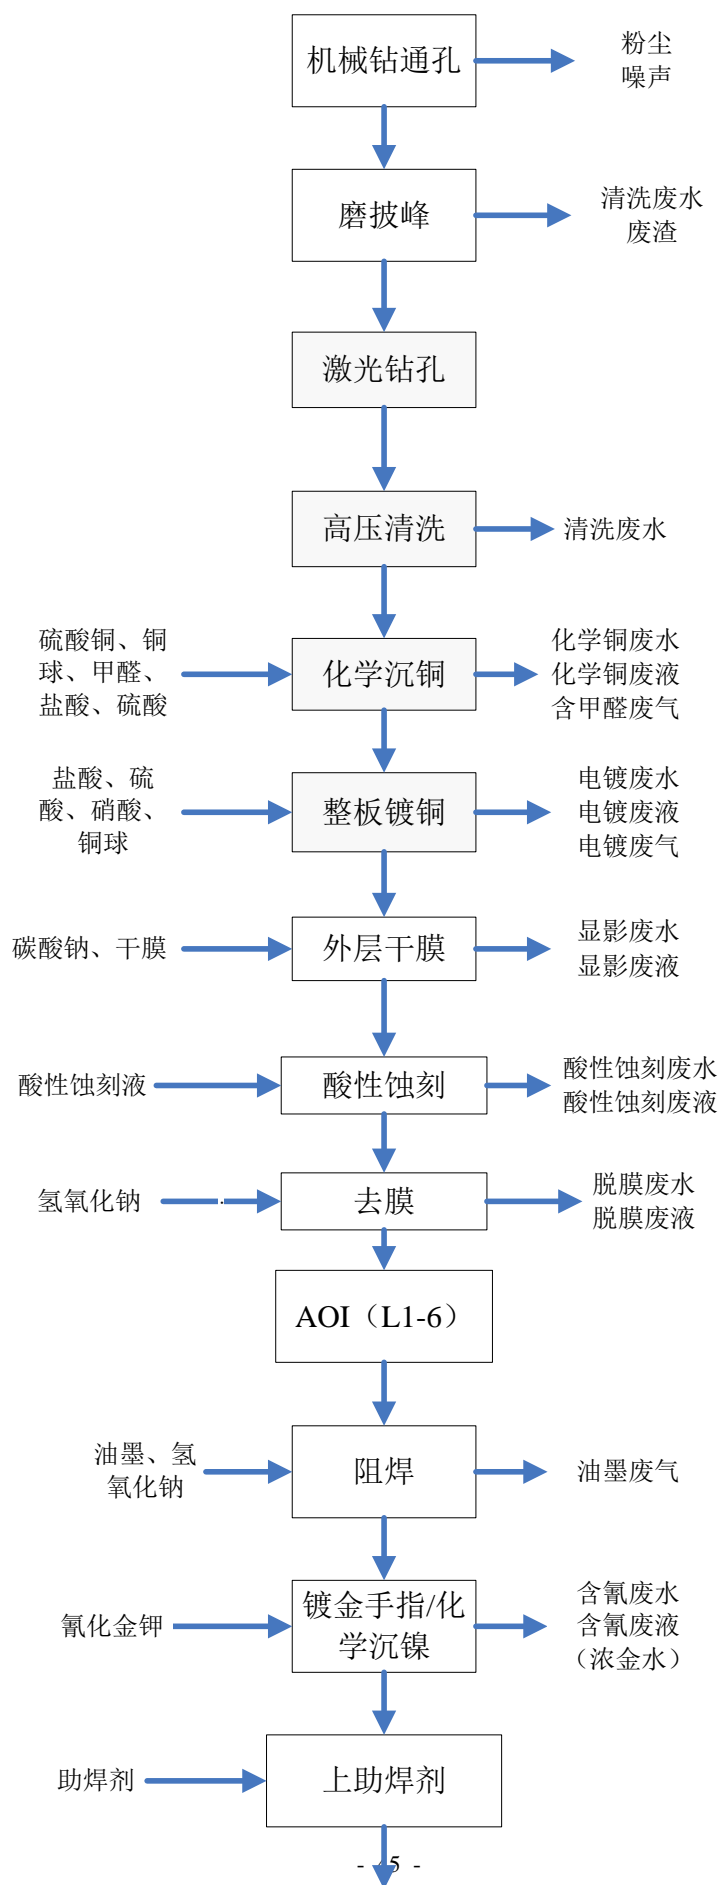 机械钻通孔
粉尘
噪声
磨披峰
清洗废水
废渣
激光钻孔
高压清洗
清洗废水
硫酸铜、铜
球、甲醛、
盐酸、硫酸
化学沉铜
化学铜废水
化学铜废液
含甲醛废气
盐酸、硫
酸、硝酸、
铜球
整板镀铜
电镀废水
电镀废液
电镀废气
碳酸钠、干膜
外层干膜
显影废水
显影废液
酸性蚀刻液
酸性蚀刻
酸性蚀刻废水
酸性蚀刻废液
氢氧化钠
去膜
脱膜废水
脱膜废液
AOI（L1-6）
油墨、氢
氧化钠
阻焊
油墨废气
氰化金钾
镀金手指/化
学沉镍
含氰废水
含氰废液
（浓金水）
助焊剂
上助焊剂